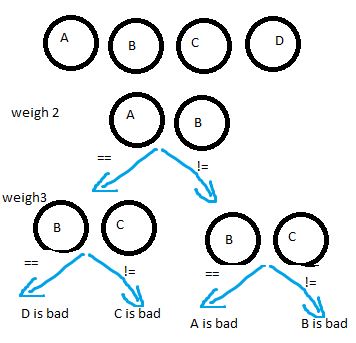 A B C D
weigh 2
A B
== !=
weigh3
B C B C
== != == !=
D is bad C is bad A is bad B is bad